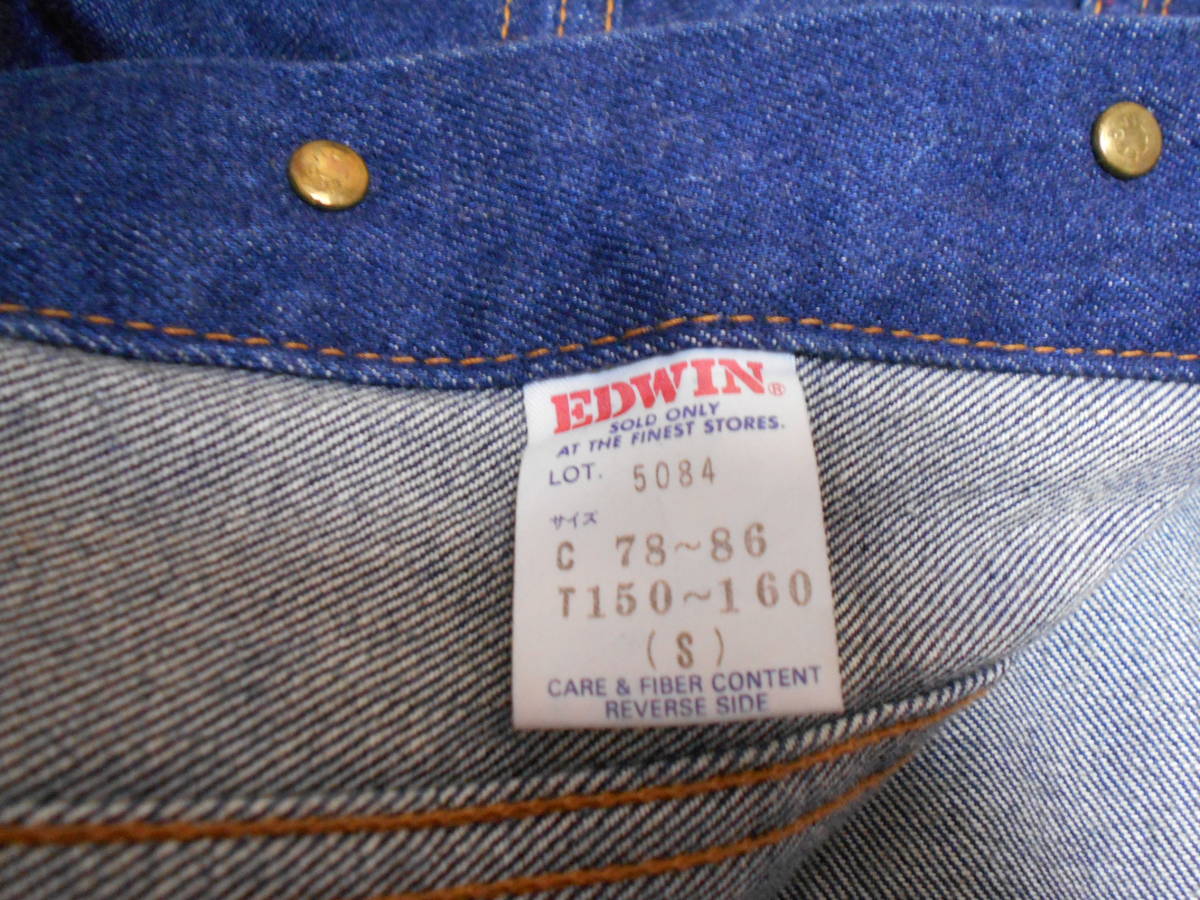 EDWIN®
SOLD ONLY
AT THE FINEST STORES.
LOT. 5084
サイズ
C 78~86
T150~160
(S)
CARE & FIBER CONTENT
REVERSE SIDE